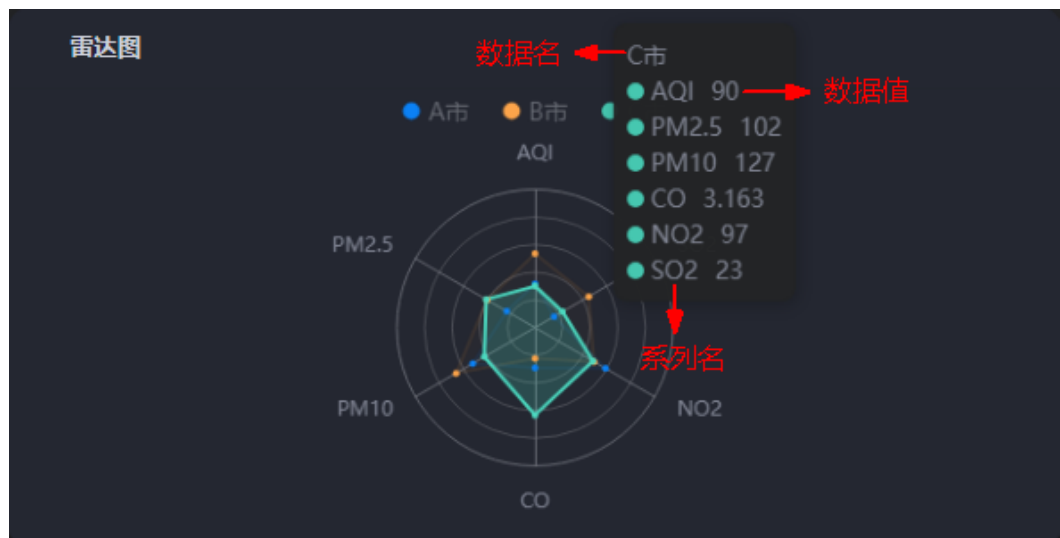 雷达图
数据名
C市
AQI 90
数据值
PM2.5 102
PM10 127
CO 3.163
NO2 97
SO2 23
系列名
A市
B市
AQI
PM2.5
PM10
CO
NO2